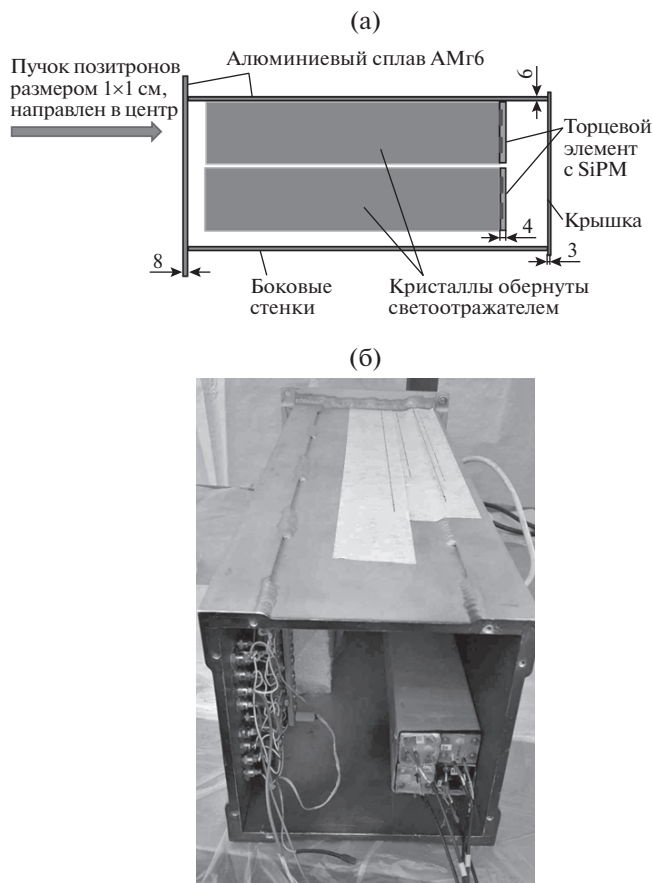 (а)
Пучок позитронов
размером 1×1 см,
направлен в центр
Алюминиевый сплав АМг6
6
Торцевой
элемент
с SiPM
Крышка
4
3
8
Боковые
стенки
Кристаллы обернуты
светоотражателем
(б)